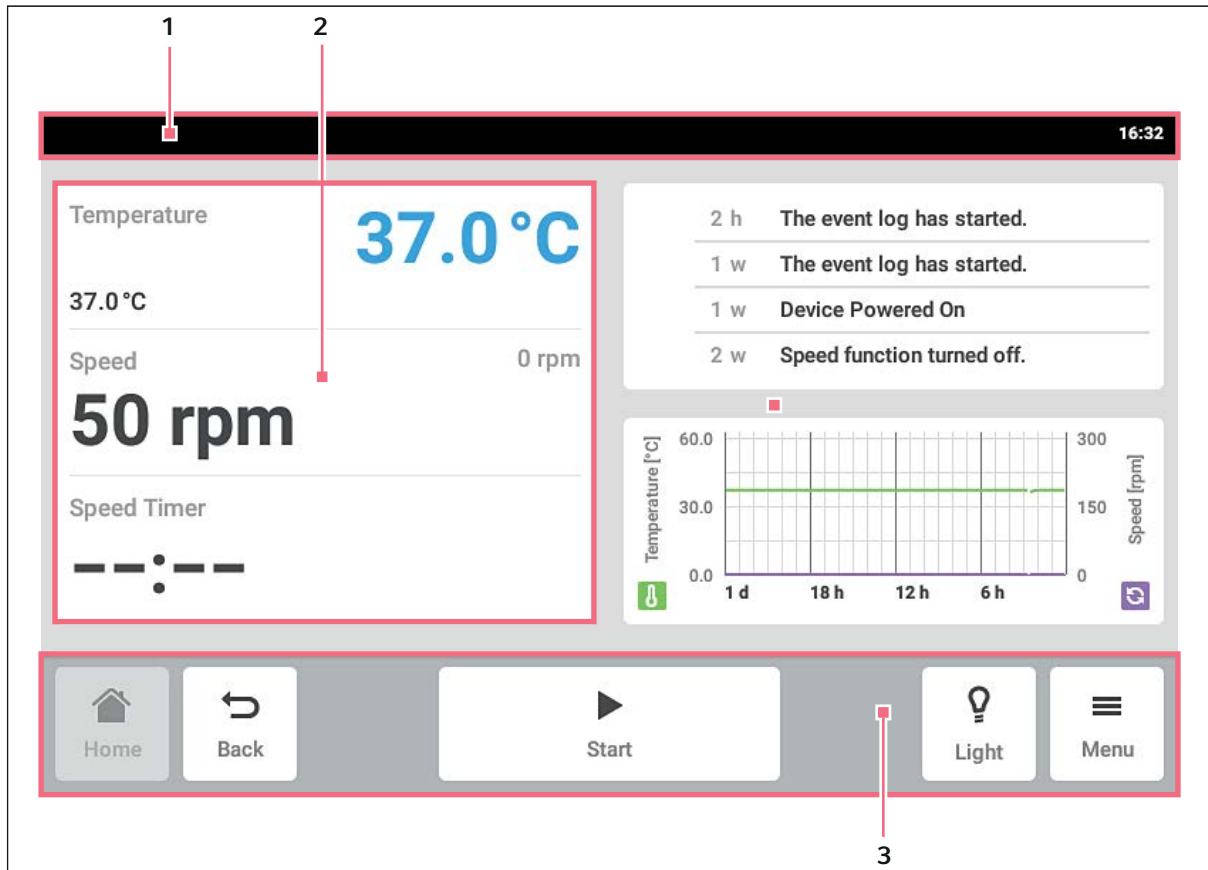 1 2
16:32
Temperature
37.0 °C
37.0 °C
Speed 0 rpm
50 rpm
Speed Timer
--:--
2 h The event log has started.
1 w The event log has started.
1 w Device Powered On
2 w Speed function turned off.
Temperature [°C]
60.0
30.0
0.0
300
150
0
Speed [rpm]
1 d 18 h 12 h 6 h
Home
Back
Start
Light
Menu
3